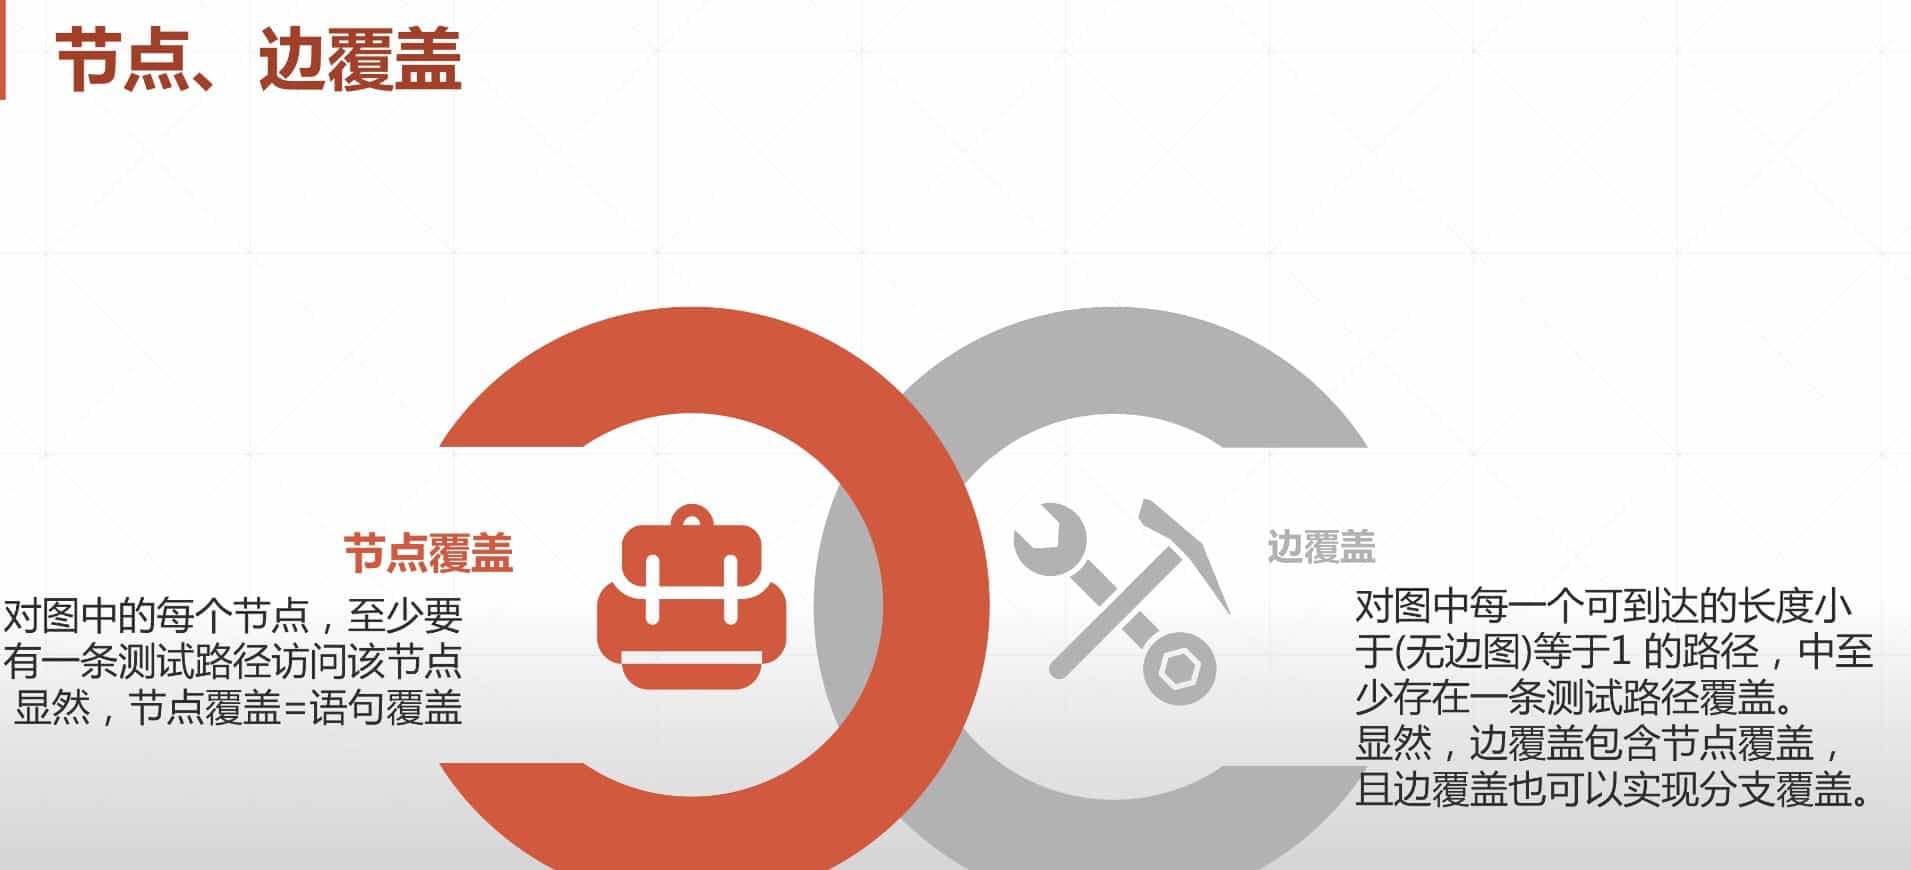 节点、边覆盖
节点覆盖
对图中的每个节点，至少要
有一条测试路径访问该节点
显然，节点覆盖=语句覆盖
边覆盖
对图中每一个可到达的长度小
于(无边图)等于1 的路径，中至
少存在一条测试路径覆盖。
显然，边覆盖包含节点覆盖，
且边覆盖也可以实现分支覆盖。